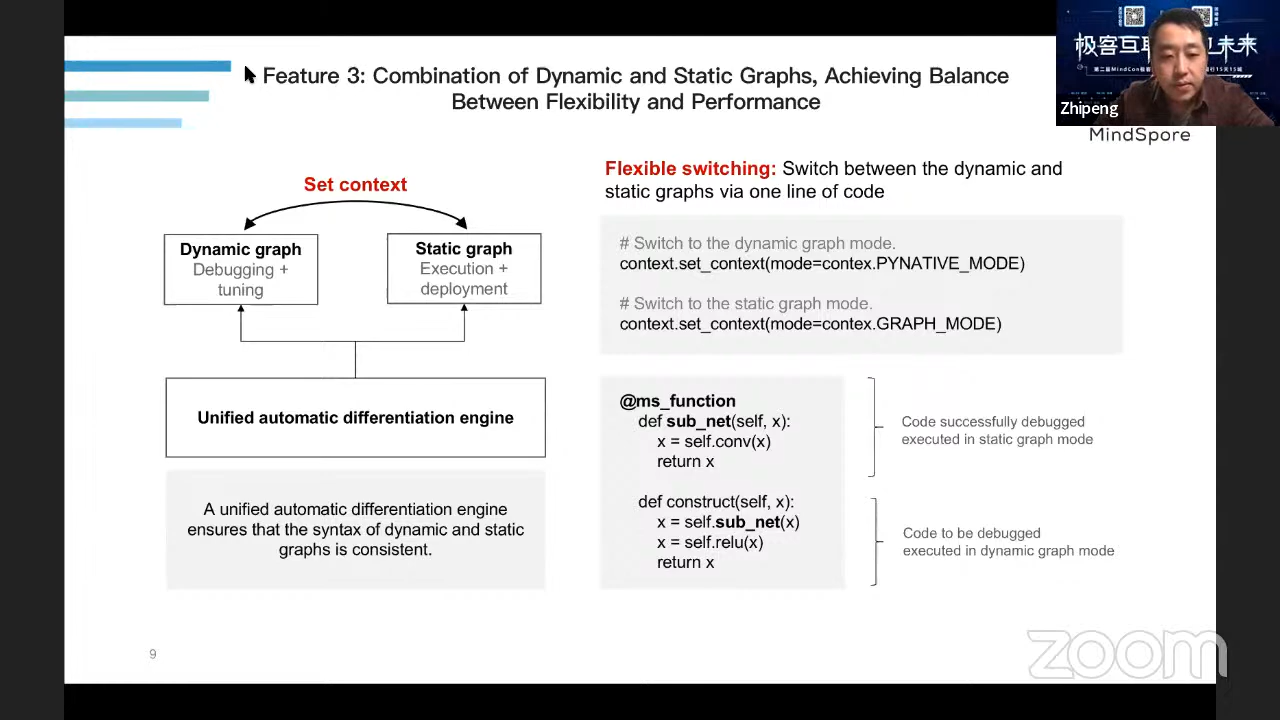 Feature 3: Combination of Dynamic and Static Graphs, Achieving Balance
Between Flexibility and Performance
Zhipeng
MindSpore
Set context
Dynamic graph
Debugging +
tuning
Static graph
Execution +
deployment
Unified automatic differentiation engine
A unified automatic differentiation engine
ensures that the syntax of dynamic and static
graphs is consistent.
Flexible switching: Switch between the dynamic and
static graphs via one line of code
# Switch to the dynamic graph mode.
context.set_context(mode=contex.PYNATIVE_MODE)
# Switch to the static graph mode.
context.set_context(mode=contex.GRAPH_MODE)
@ms_function
def sub_net(self, x):
x = self.conv(x)
return x
def construct(self, x):
x = self.sub_net(x)
x = self.relu(x)
return x
Code successfully debugged
executed in static graph mode
Code to be debugged
executed in dynamic graph mode
9
zoom
极客互
未来